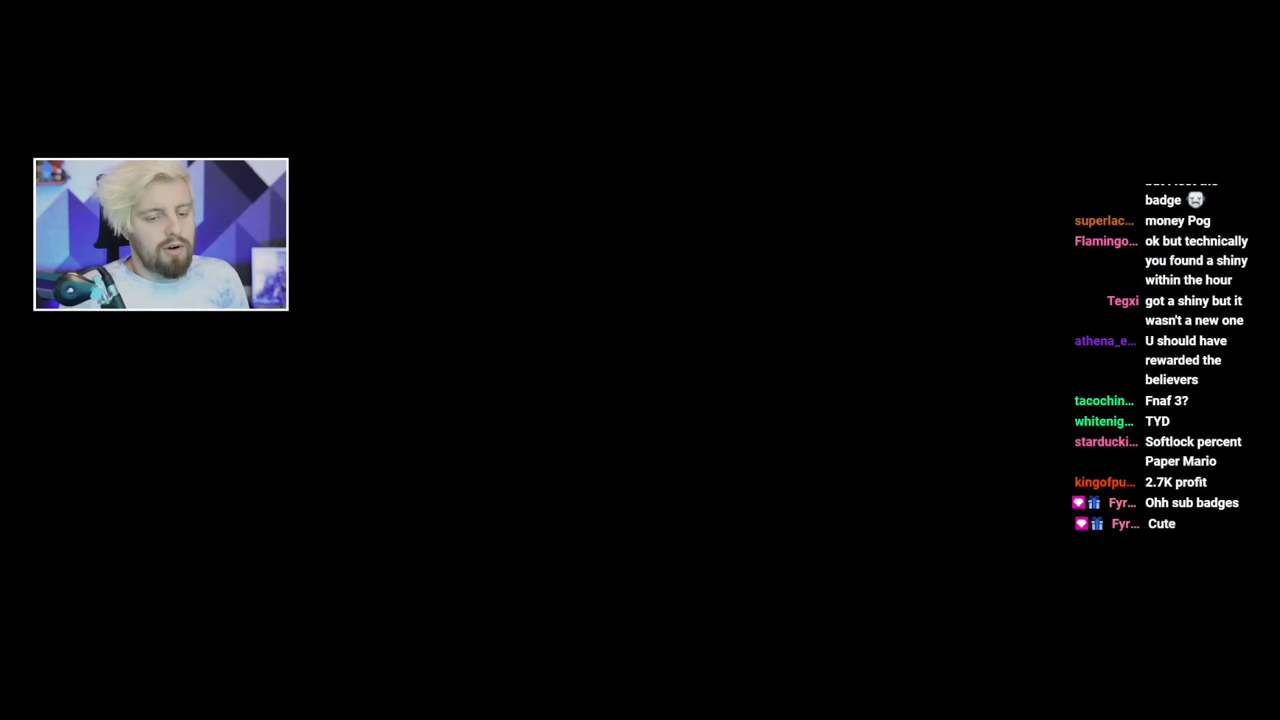 badge
superlac... money Pog
Flamingo... ok but technically
you found a shiny
within the hour
Tegxi got a shiny but it
wasn't a new one
athena_e... U should have
rewarded the
believers
tacochin... Fnaf 3?
whitenig... TYD
starducki... Softlock percent
Paper Mario
kingofpu... 2.7K profit
Fyr... Ohh sub badges
Fyr... Cute